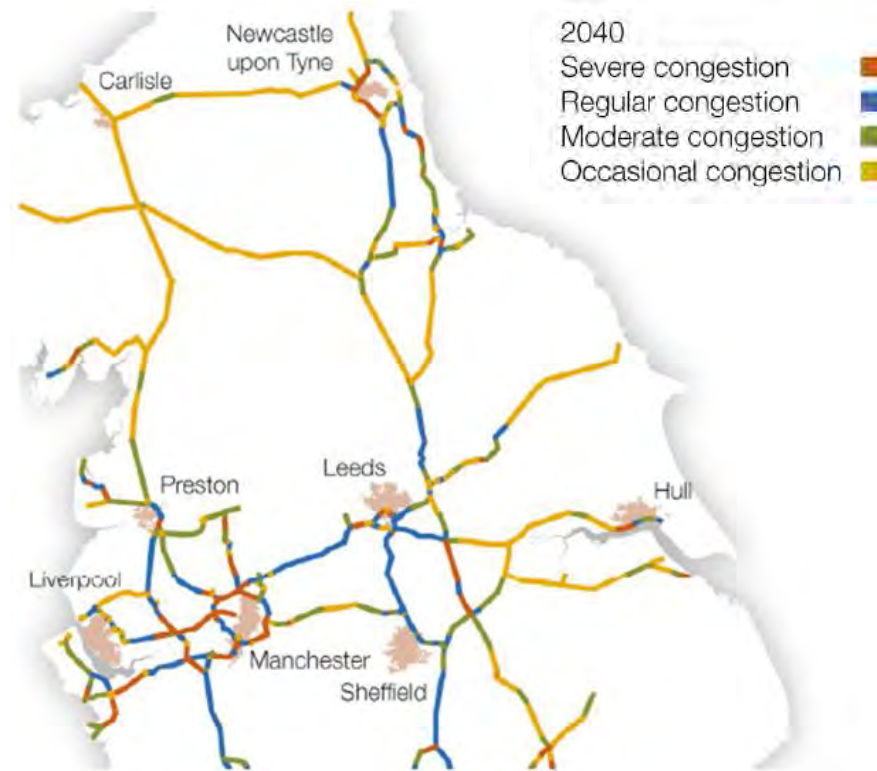 Newcastle
upon Tyne
Carlisle
2040
Severe congestion
Regular congestion
Moderate congestion
Occasional congestion
Preston
Leeds
Hull
Liverpool
Manchester
Sheffield